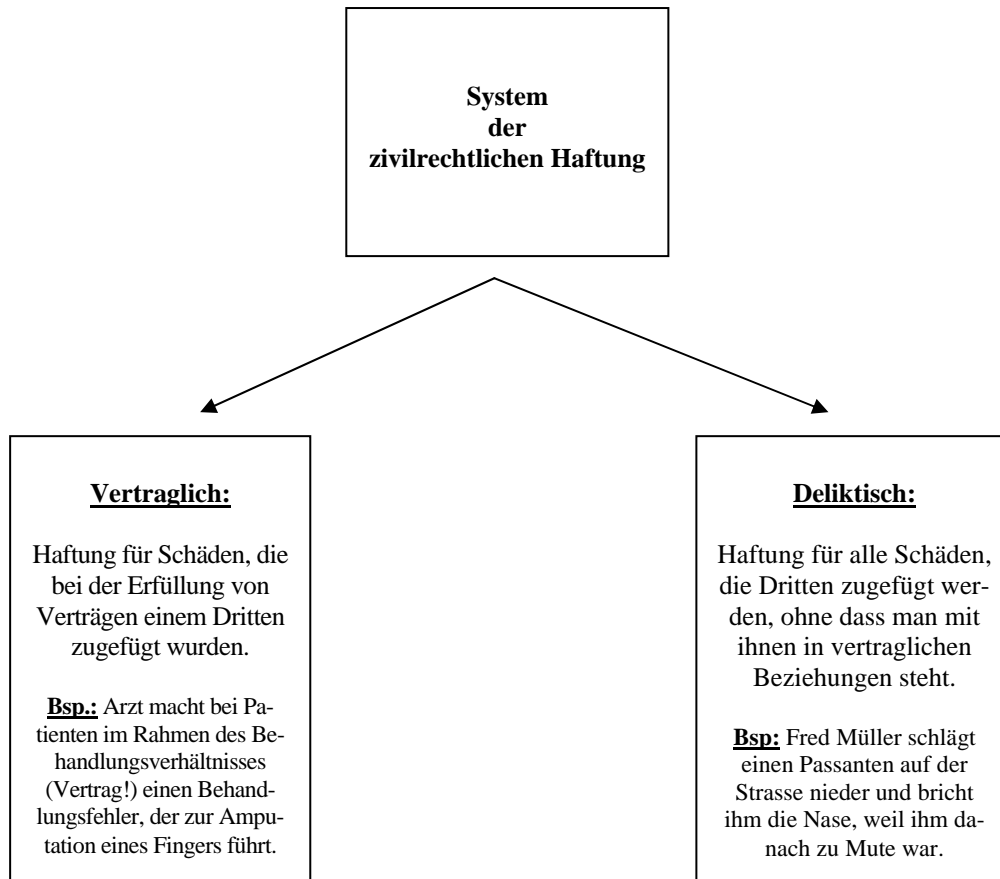 System
der
zivilrechtlichen Haftung
Vertraglich:
Haftung für Schäden, die
bei der Erfüllung von
Verträgen einem Dritten
zugefügt wurden.
Bsp.: Arzt macht bei Pa-
tienten im Rahmen des Be-
handlungsverhältnisses
(Vertrag!) einen Behand-
lungsfehler, der zur Ampu-
tation eines Fingers führt.
Deliktisch:
Haftung für alle Schäden,
die Dritten zugefügt wer-
den, ohne dass man mit
ihnen in vertraglichen
Beziehungen steht.
Bsp: Fred Müller schlägt
einen Passanten auf der
Strasse nieder und bricht
ihm die Nase, weil ihm da-
nach zu Mute war.